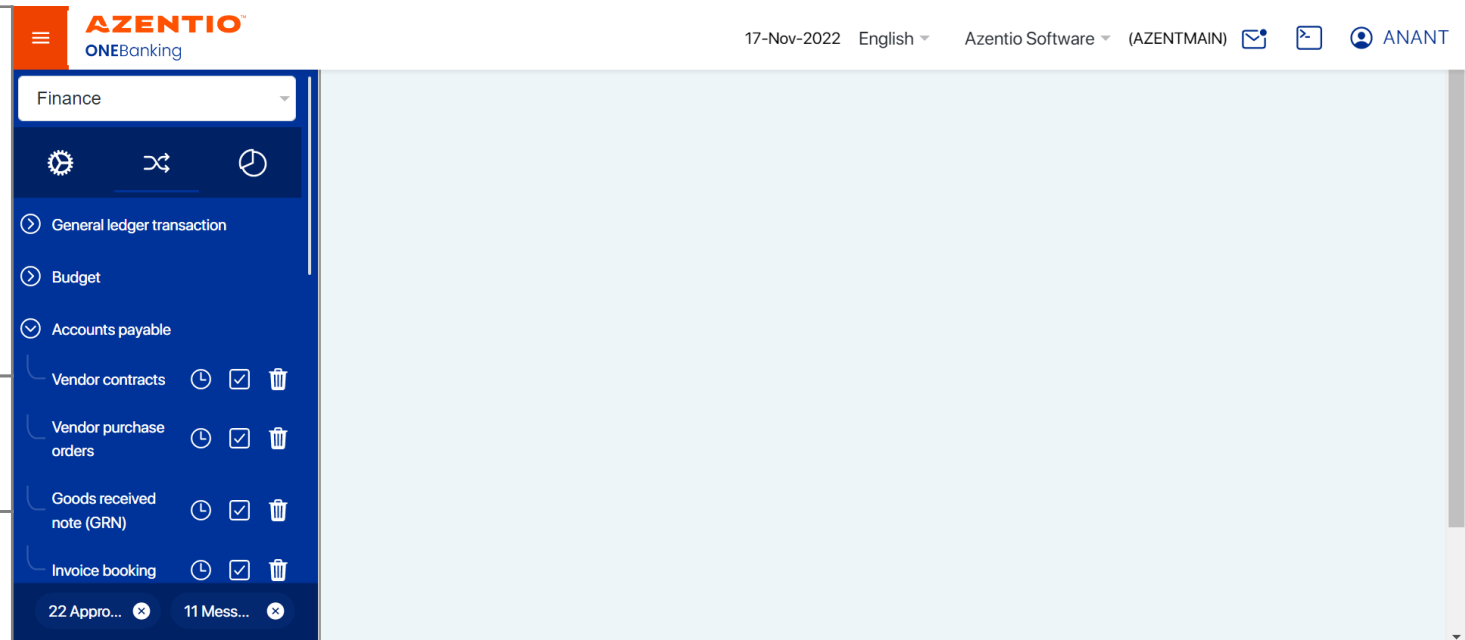 AZENTIO™
ONEBanking
17-Nov-2022 English Azentio Software (AZENTMAIN) ANANT
Finance
General ledger transaction
Budget
Accounts payable
Vendor contracts
Vendor purchase
orders
Goods received
note (GRN)
Invoice booking
22 Appro... 11 Mess...